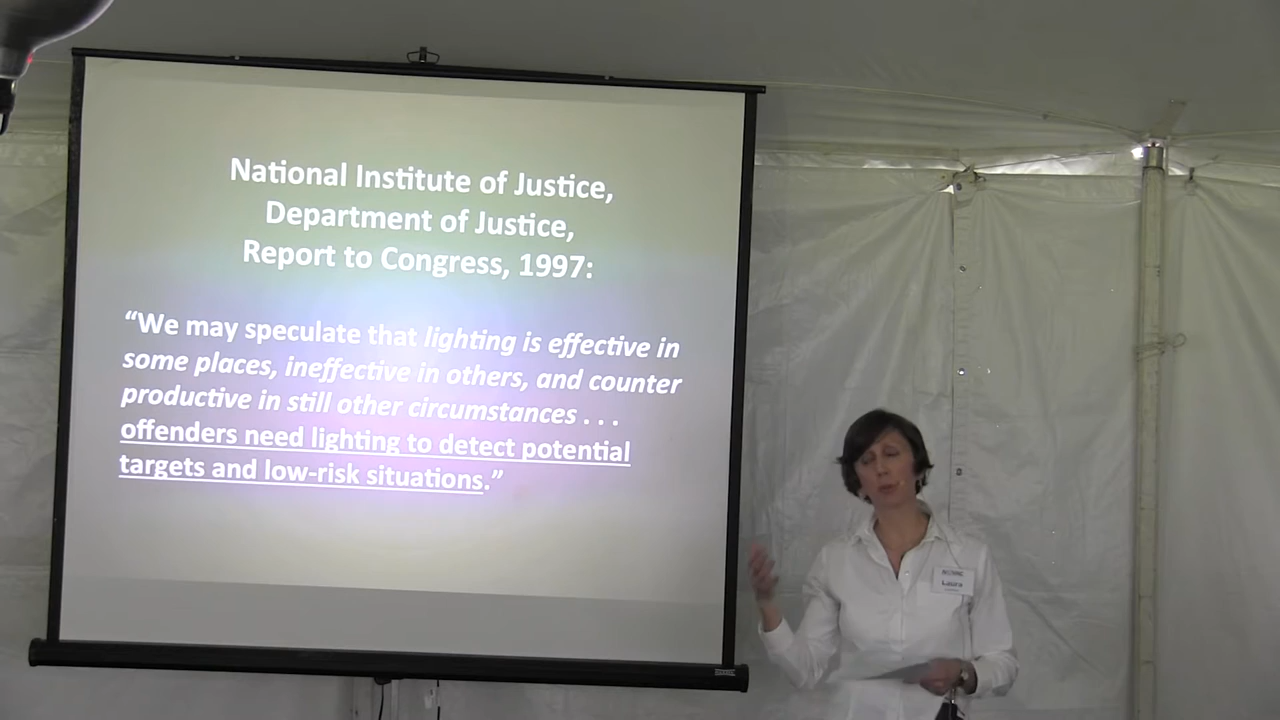 National Institute of Justice,
Department of Justice,
Report to Congress, 1997:
“We may speculate that lighting is effective in
some places, ineffective in others, and counter
productive in still other circumstances . . .
offenders need lighting to detect potential
targets and low-risk situations.”
Laura